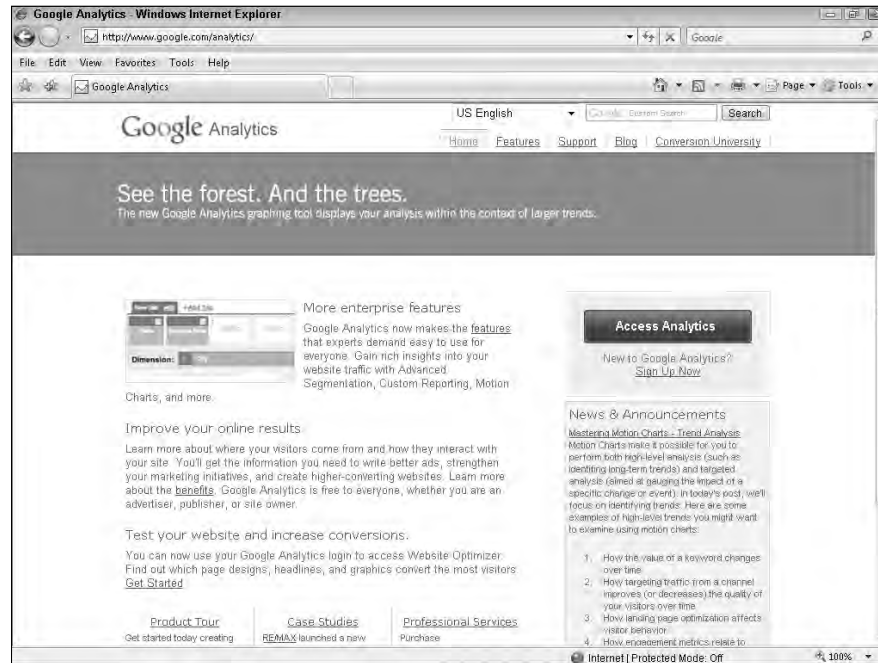 Google Analytics - Windows Internet Explorer
http://www.google.com/analytics/
Google
File Edit View Favorites Tools Help
Google Analytics
Page Tools
US English
Google Custom Search
Search
Google Analytics
Home Features Support Blog Conversion University
See the forest. And the trees.
The new Google Analytics graphing tool displays your analysis within the context of larger trends.
Dimension:
More enterprise features
Google Analytics now makes the features
that experts demand easy to use for
everyone. Gain rich insights into your
website traffic with Advanced
Segmentation, Custom Reporting, Motion
Charts, and more.
Improve your online results
Learn more about where your visitors come from and how they interact with
your site. You'll get the information you need to write better ads, strengthen
your marketing initiatives, and create higher-converting websites. Learn more
about the benefits. Google Analytics is free to everyone, whether you are an
advertiser, publisher, or site owner.
Test your website and increase conversions.
You can now use your Google Analytics login to access Website Optimizer.
Find out which page designs, headlines, and graphics convert the most visitors.
Get Started
Product Tour
Get started today creating
Case Studies
RE/MAX launched a new
Professional Services
Purchase
Access Analytics
New to Google Analytics?
Sign Up Now
News & Announcements
Mastering Motion Charts - Trend Analysis
Motion Charts make it possible for you to
perform both high-level analysis (such as
identifing long-term trends) and targeted
analysis (aimed at gauging the impact of a
specific change or event). In today's post, we'll
focus on identifying trends. Here are some
examples of high-level trends you might want
to examine using motion charts:
1. How the value of a keyword changes
over time
2. How targeting traffic from a channel
improves (or decreases) the quality of
your visitors over time
3. How landing page optimization affects
visitor behavior
4. How engagement metrics relate to
Internet | Protected Mode: Off
100%